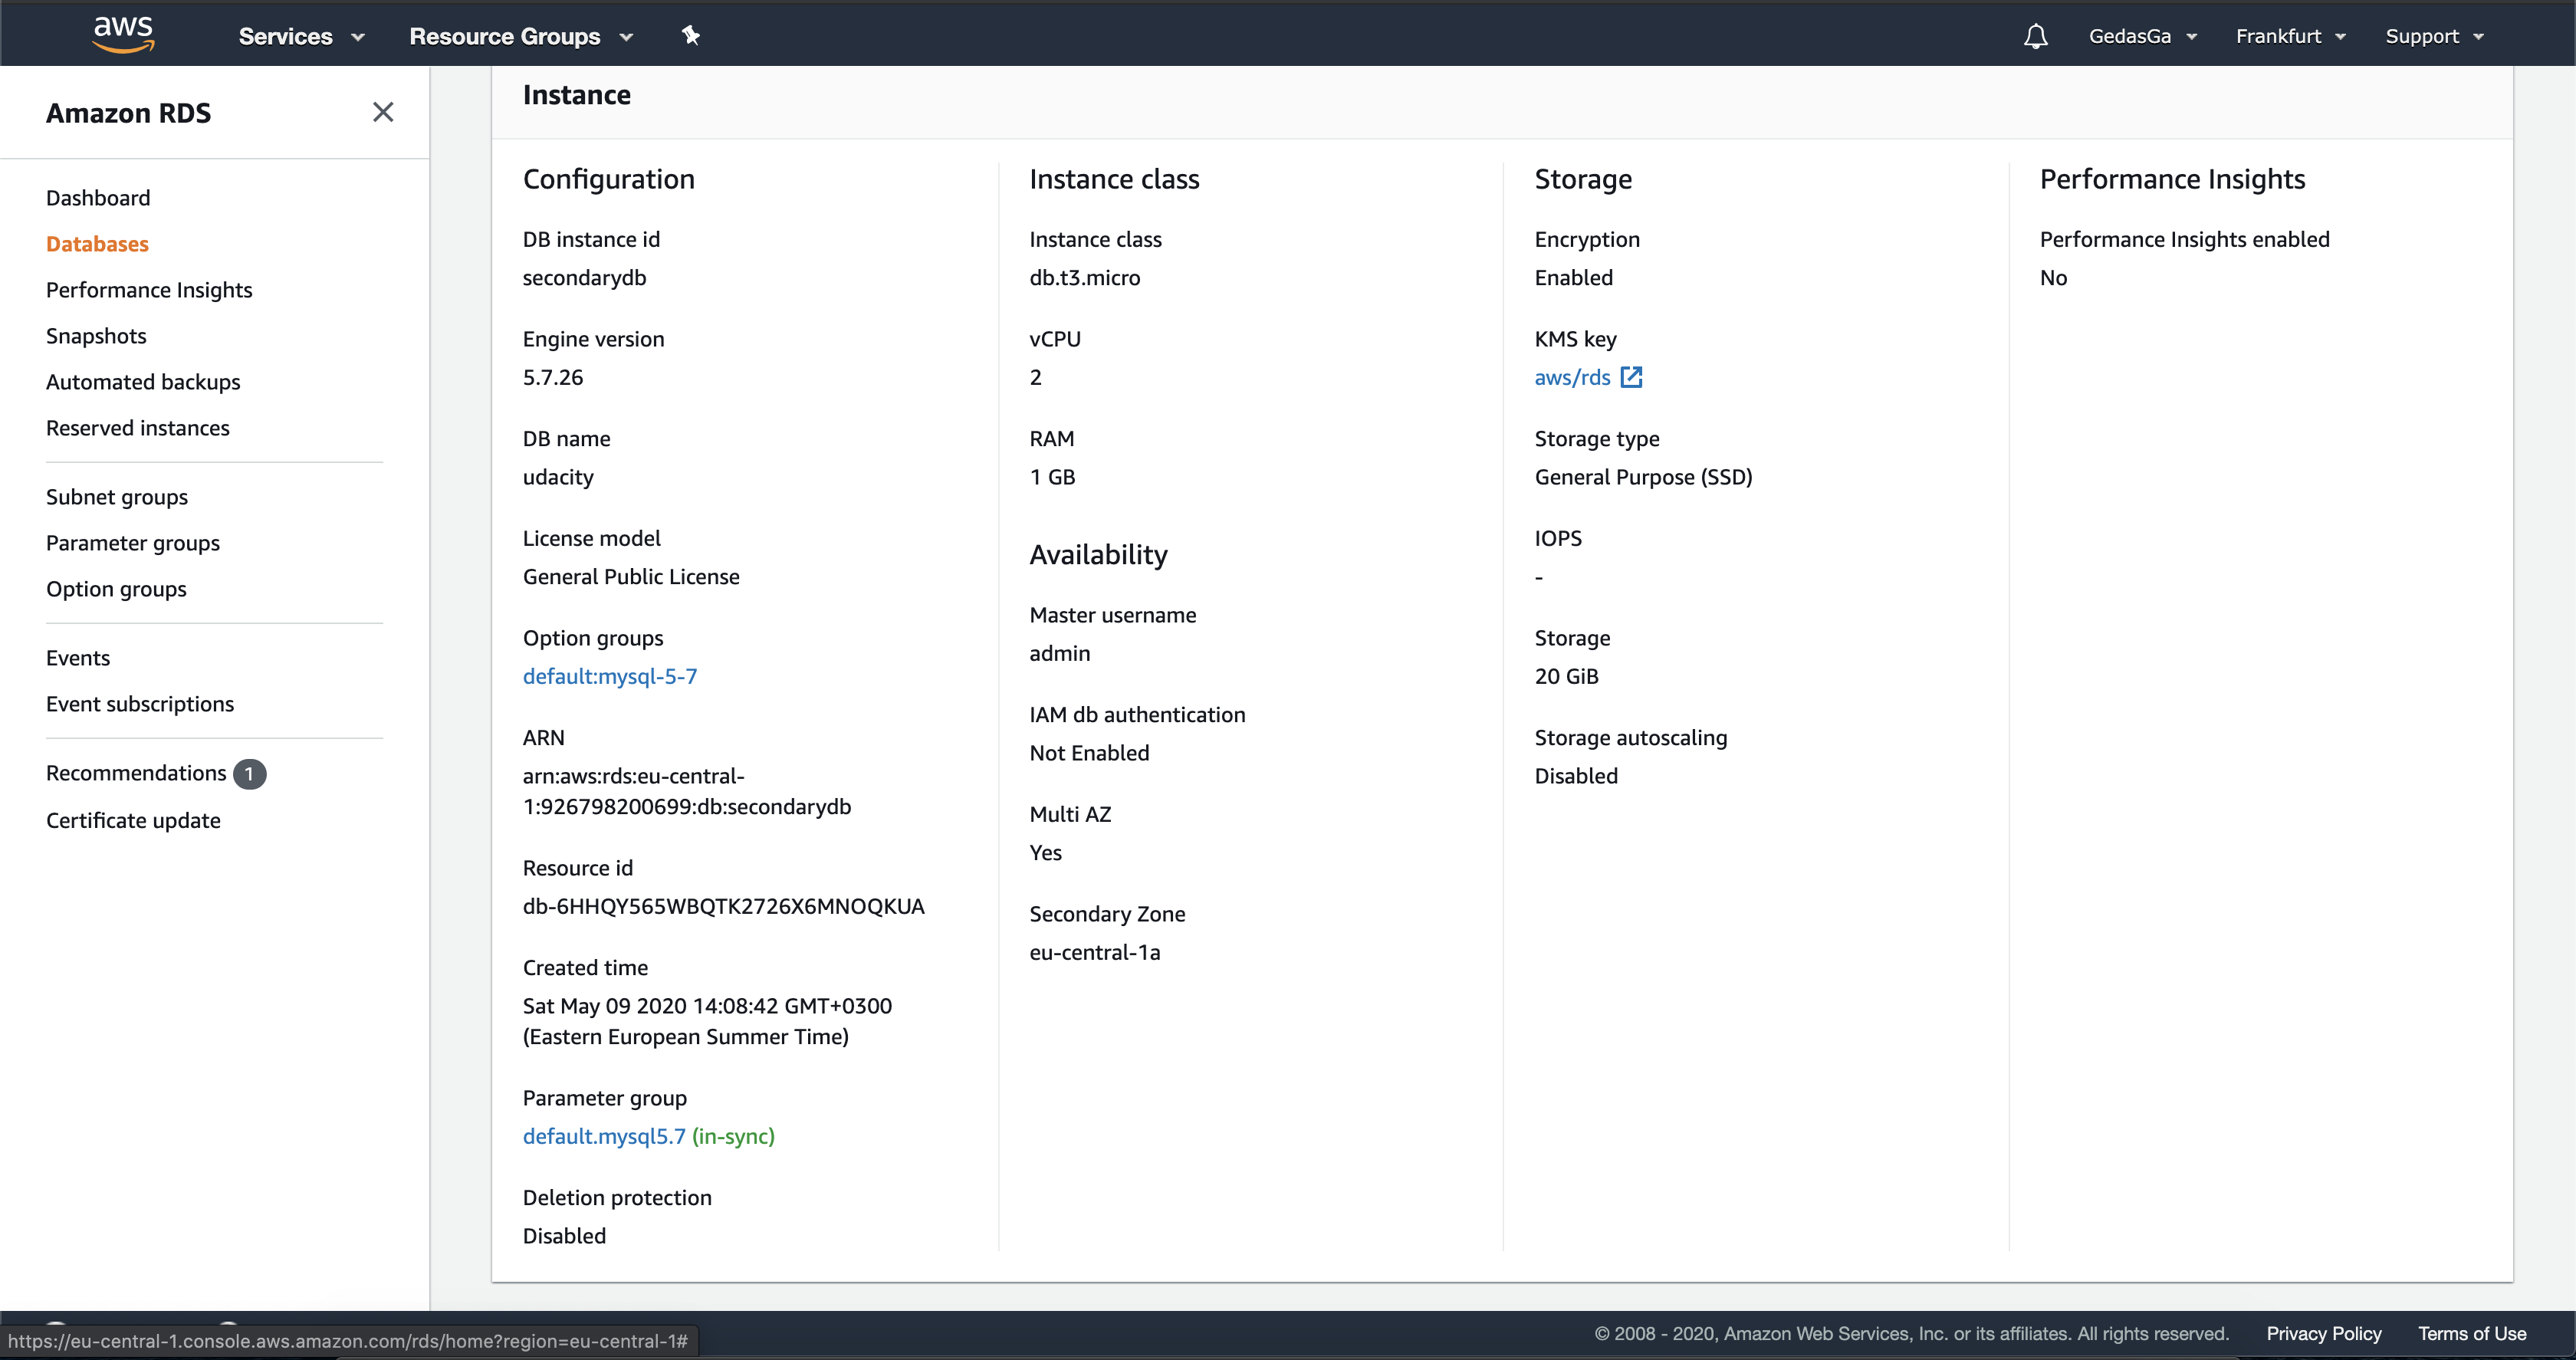 aws
Services
Resource Groups
GedasGa
Frankfurt
Support
Amazon RDS
Dashboard
Databases
Performance Insights
Snapshots
Automated backups
Reserved instances
Subnet groups
Parameter groups
Option groups
Events
Event subscriptions
Recommendations 1
Certificate update
Instance
Configuration
DB instance id
secondarydb
Engine version
5.7.26
DB name
udacity
License model
General Public License
Option groups
default:mysql-5-7
ARN
arn:aws:rds:eu-central-
1:926798200699:db:secondarydb
Resource id
db-6HHQY565WBQTK2726X6MNOQKUA
Created time
Sat May 09 2020 14:08:42 GMT+0300
(Eastern European Summer Time)
Parameter group
default.mysql5.7 (in-sync)
Deletion protection
Disabled
Instance class
Instance class
db.t3.micro
vCPU
2
RAM
1 GB
Availability
Master username
admin
IAM db authentication
Not Enabled
Multi AZ
Yes
Secondary Zone
eu-central-1a
Storage
Encryption
Enabled
KMS key
aws/rds
Storage type
General Purpose (SSD)
IOPS
-
Storage
20 GiB
Storage autoscaling
Disabled
Performance Insights
Performance Insights enabled
No
https://eu-central-1.console.aws.amazon.com/rds/home?region=eu-central-1#
© 2008 - 2020, Amazon Web Services, Inc. or its affiliates. All rights reserved.
Privacy Policy
Terms of Use